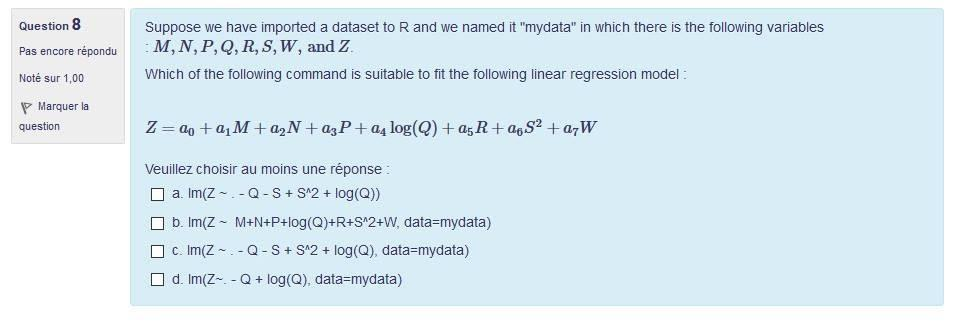 Question 8
Pas encore répondu
Noté sur 1,00
Marquer la
question
Suppose we have imported a dataset to R and we named it "mydata" in which there is the following variables
: M, N, P, Q, R, S, W, and Z.
Which of the following command is suitable to fit the following linear regression model :
Z = a₀ + a₁M + a₂N + a₃P + a₄ log(Q) + a₅R + a₆S² + a₇W
Veuillez choisir au moins une réponse :
a. lm(Z ~ . - Q - S + S^2 + log(Q))
b. lm(Z ~ M+N+P+log(Q)+R+S^2+W, data=mydata)
c. lm(Z ~ . - Q - S + S^2 + log(Q), data=mydata)
d. lm(Z~. - Q + log(Q), data=mydata)